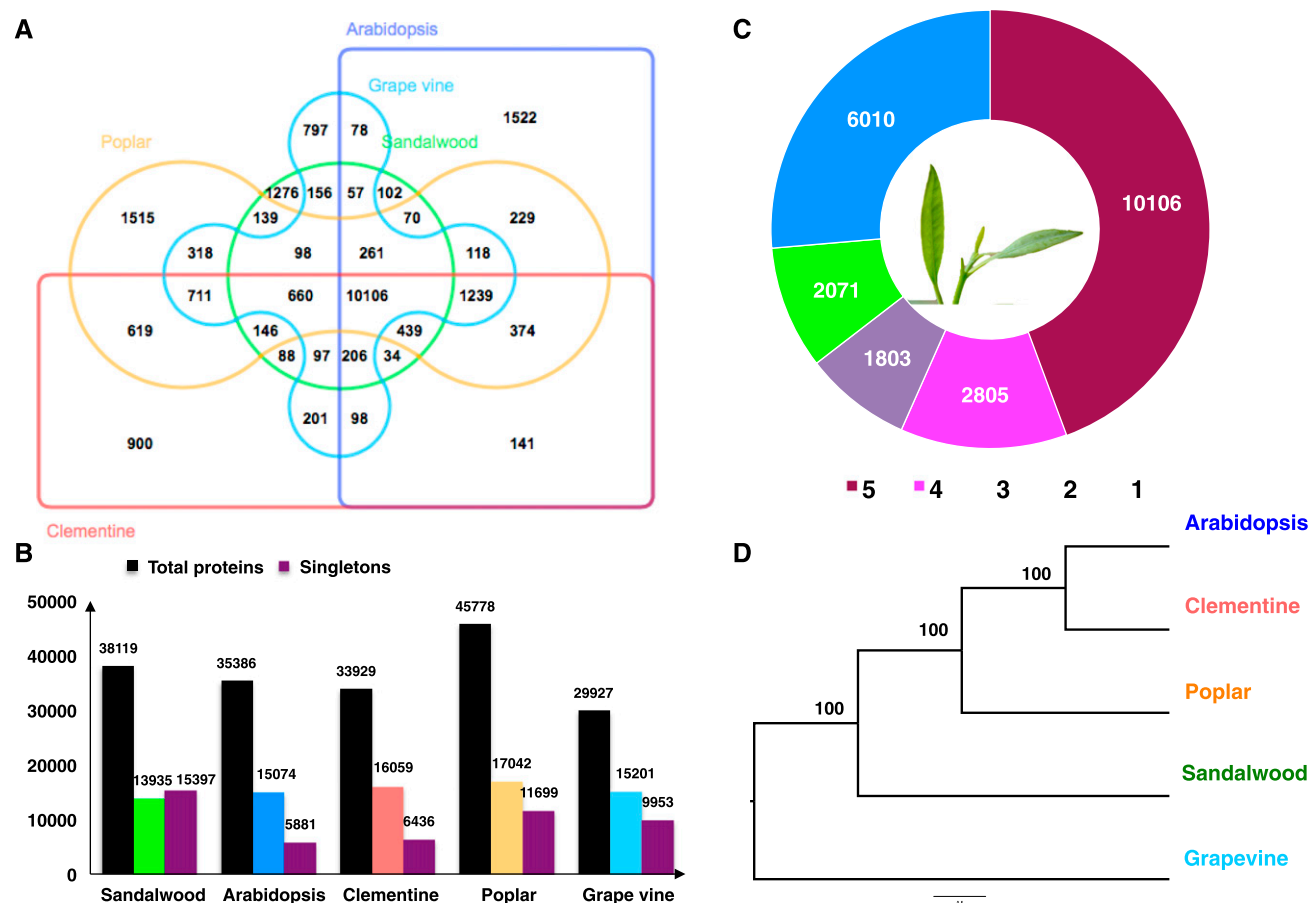 A
Arabidopsis
Grape vine
Poplar
Sandalwood
797 78 1522
1276 156 57 102
1515 139 70 229
318 98 261 118
711 660 10106 1239
619 146 439 374
88 97 206 34
201 98
900 141
Clementine
B
Total proteins Singletons
50000
40000
30000
20000
10000
0
38119 13935 15397
35386 15074 5881
33929 16059 6436
45778 17042 11699
29927 15201 9953
Sandalwood Arabidopsis Clementine Poplar Grape vine
C
6010
10106
2071
1803
2805
5 4 3 2 1
D
Arabidopsis
100
Clementine
100
Poplar
100
Sandalwood
Grapevine